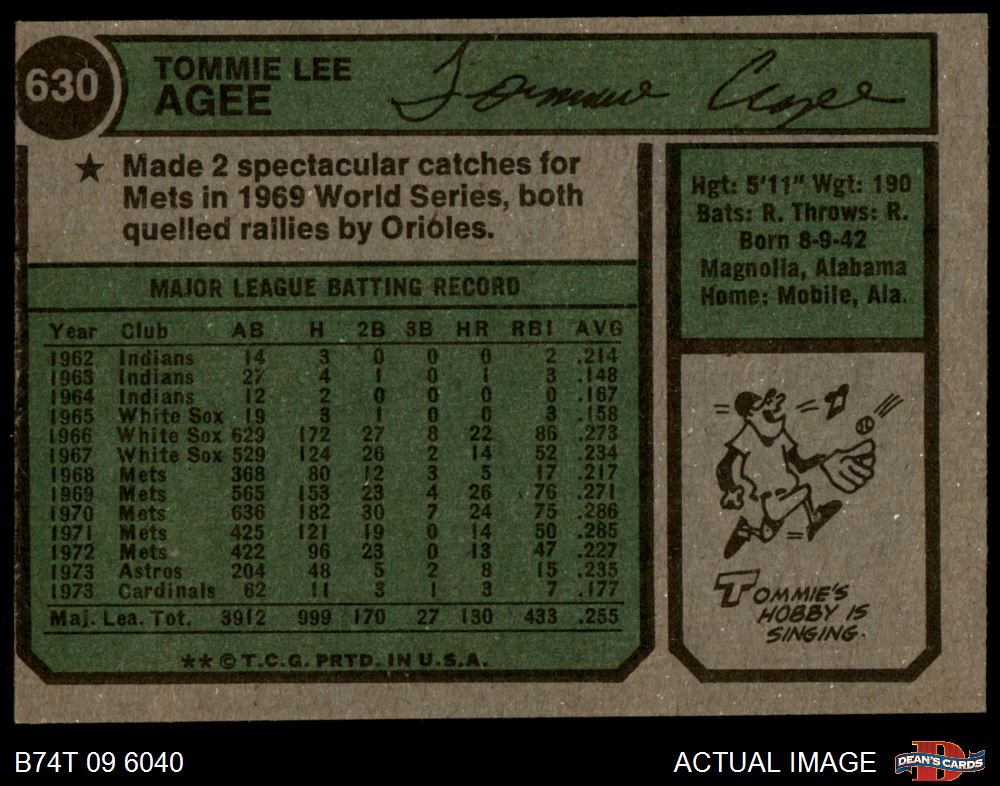 630
TOMMIE LEE
AGEE
Tommie Agee
★ Made 2 spectacular catches for
Mets in 1969 World Series, both
quelled rallies by Orioles.
MAJOR LEAGUE BATTING RECORD
Year Club AB H 2B 3B HR RBI AVG
1962 Indians 14 3 0 0 0 2 .214
1963 Indians 27 4 1 0 1 3 .148
1964 Indians 12 2 0 0 0 0 .167
1965 White Sox 19 3 1 0 0 3 .158
1966 White Sox 629 172 27 8 22 86 .273
1967 White Sox 529 124 26 2 14 52 .234
1968 Mets 368 80 12 3 5 17 .217
1969 Mets 565 153 23 4 26 76 .271
1970 Mets 636 182 30 7 24 75 .286
1971 Mets 425 121 19 0 14 50 .285
1972 Mets 422 96 23 0 13 47 .227
1973 Astros 204 48 5 2 8 15 .235
1973 Cardinals 62 11 3 1 3 7 .177
Maj. Lea. Tot. 3912 999 170 27 130 433 .255
** © T.C.G. PRTD. IN U.S.A.
Hgt: 5'11" Wgt: 190
Bats: R. Throws: R.
Born 8-9-42
Magnolia, Alabama
Home: Mobile, Ala.
TOMMIE'S
HOBBY IS
SINGING.
B74T 09 6040
ACTUAL IMAGE
D
DEAN'S CARDS